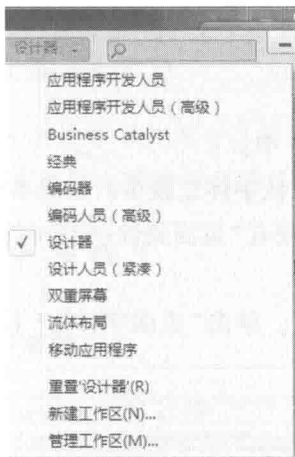 设计器
应用程序开发人员
应用程序开发人员（高级）
Business Catalyst
经典
编码器
编码人员（高级）
设计器
设计人员（紧凑）
双重屏幕
流体布局
移动应用程序
重置'设计器'(R)
新建工作区(N)...
管理工作区(M)...